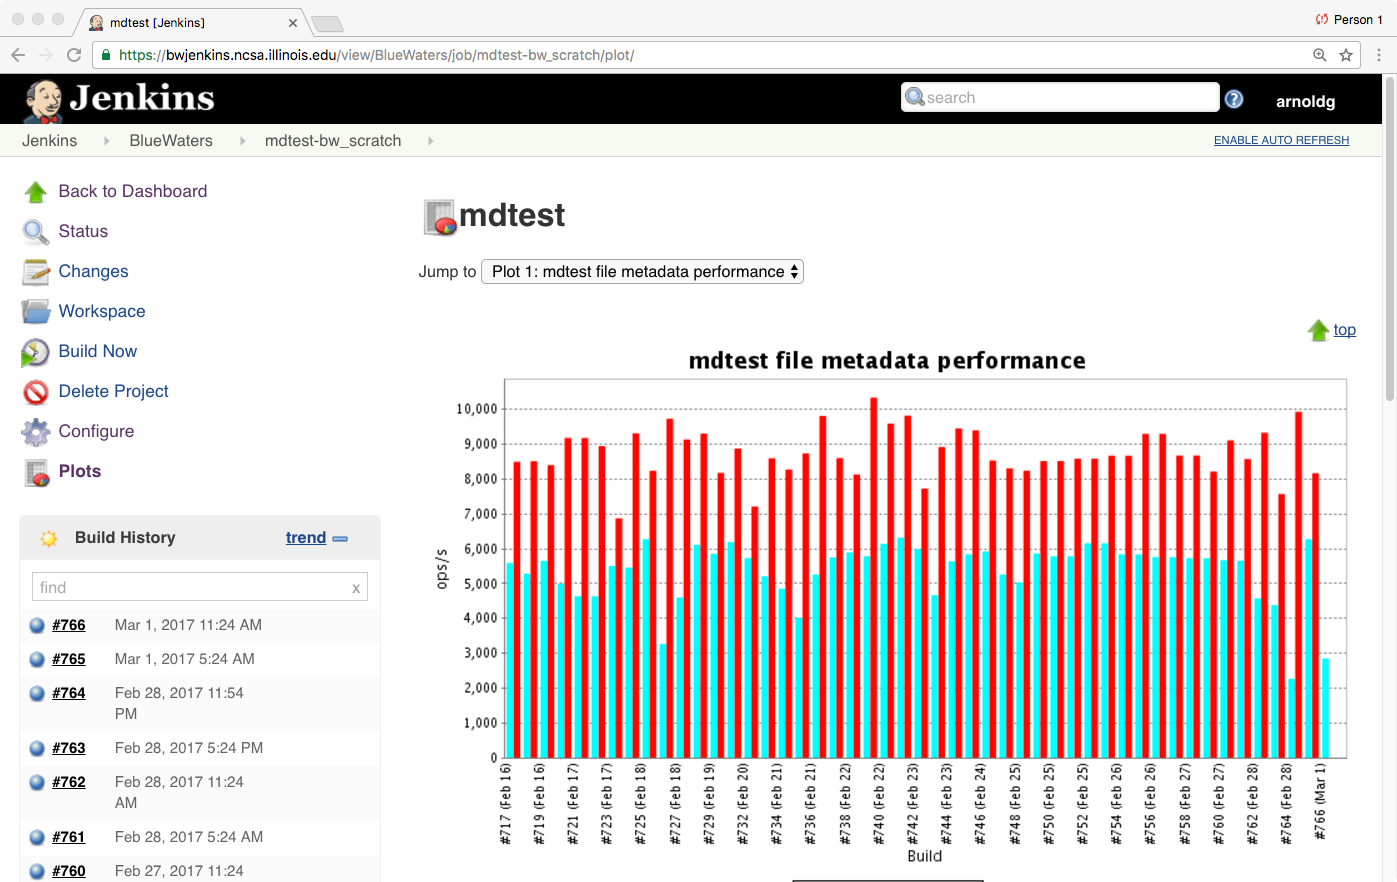 mdtest [Jenkins]
Person 1
https://bwjenkins.ncsa.illinois.edu/view/BlueWaters/job/mdtest-bw_scratch/plot/
Jenkins
search
arnoldg
Jenkins
BlueWaters
mdtest-bw_scratch
ENABLE AUTO REFRESH
Back to Dashboard
Status
Changes
Workspace
Build Now
Delete Project
Configure
Plots
Build History
trend
find
x
#766 Mar 1, 2017 11:24 AM
#765 Mar 1, 2017 5:24 AM
#764 Feb 28, 2017 11:54
PM
#763 Feb 28, 2017 5:24 PM
#762 Feb 28, 2017 11:24
AM
#761 Feb 28, 2017 5:24 AM
#760 Feb 27, 2017 11:24
mdtest
Jump to Plot 1: mdtest file metadata performance
top
mdtest file metadata performance
10,000
9,000
8,000
7,000
6,000
5,000
4,000
3,000
2,000
1,000
0
ops/s
#717 (Feb 16)
#719 (Feb 16)
#721 (Feb 17)
#723 (Feb 17)
#725 (Feb 18)
#727 (Feb 18)
#729 (Feb 19)
#732 (Feb 20)
#734 (Feb 21)
#736 (Feb 21)
#738 (Feb 22)
#740 (Feb 22)
#742 (Feb 23)
#744 (Feb 23)
#746 (Feb 24)
#748 (Feb 25)
#750 (Feb 25)
#752 (Feb 25)
#754 (Feb 26)
#756 (Feb 26)
#758 (Feb 27)
#760 (Feb 27)
#762 (Feb 28)
#764 (Feb 28)
#766 (Mar 1)
Build